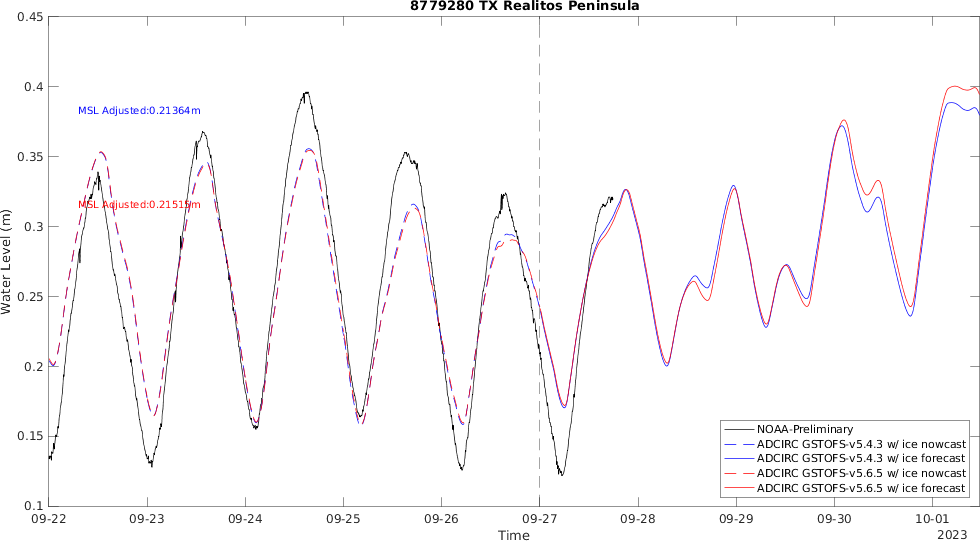 8779280 TX Realitos Peninsula
0.45
0.4
0.35
0.3
0.25
0.2
0.15
0.1
Water Level (m)
MSL Adjusted:0.21364m
MSL Adjusted:0.21515m
NOAA-Preliminary
ADCIRC GSTOFS-v5.4.3 w/ ice nowcast
ADCIRC GSTOFS-v5.4.3 w/ ice forecast
ADCIRC GSTOFS-v5.6.5 w/ ice nowcast
ADCIRC GSTOFS-v5.6.5 w/ ice forecast
09-22 09-23 09-24 09-25 09-26 09-27 09-28 09-29 09-30 10-01
Time
2023